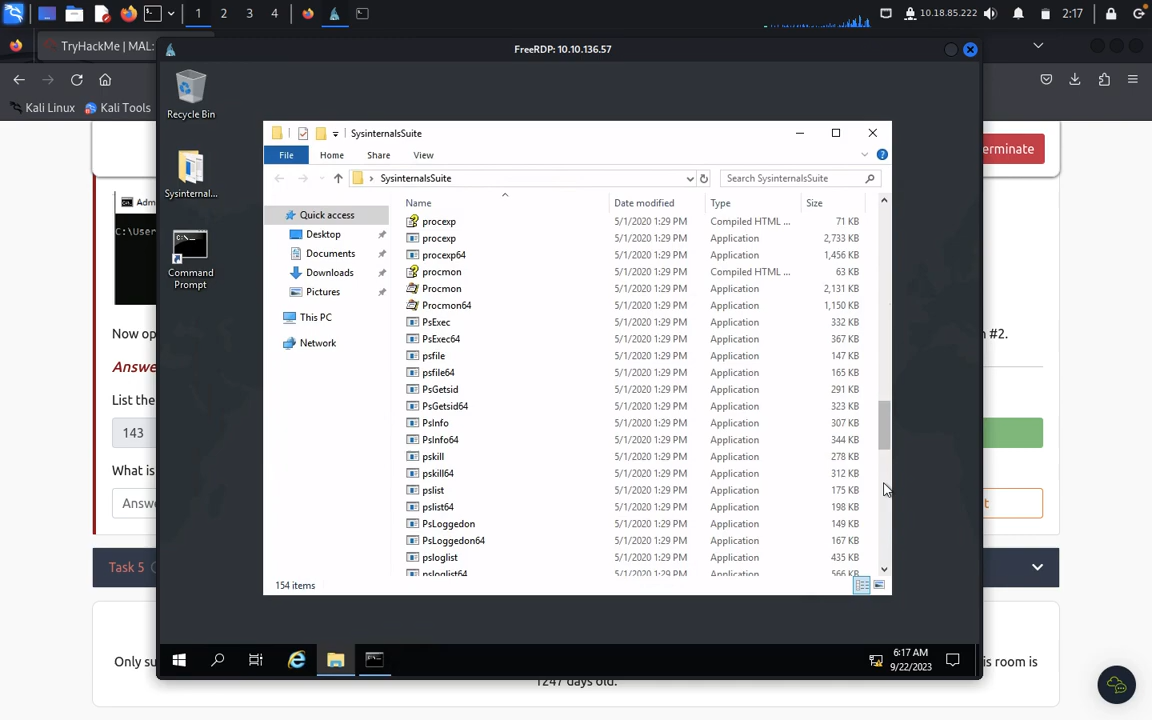 1
2
3
4
10.18.85.222
2:17
TryHackMe | MAL:
FreeRDP: 10.10.136.57
Kali Linux
Kali Tools
Recycle Bin
SysinternalsSuite
File
Home
Share
View
erminate
SysinternalsSuite
Search SysinternalsSuite
Sysinternal...
Adm
C:\User
Name
Date modified
Type
Size
Quick access
Desktop
Documents
Downloads
Pictures
This PC
Network
Command
Prompt
procexp 5/1/2020 1:29 PM Compiled HTML ... 71 KB
procexp 5/1/2020 1:29 PM Application 2,733 KB
procexp64 5/1/2020 1:29 PM Application 1,456 KB
procmon 5/1/2020 1:29 PM Compiled HTML ... 63 KB
Procmon 5/1/2020 1:29 PM Application 2,131 KB
Procmon64 5/1/2020 1:29 PM Application 1,150 KB
PsExec 5/1/2020 1:29 PM Application 332 KB
PsExec64 5/1/2020 1:29 PM Application 367 KB
psfile 5/1/2020 1:29 PM Application 147 KB
psfile64 5/1/2020 1:29 PM Application 165 KB
PsGetsid 5/1/2020 1:29 PM Application 291 KB
PsGetsid64 5/1/2020 1:29 PM Application 323 KB
PsInfo 5/1/2020 1:29 PM Application 307 KB
PsInfo64 5/1/2020 1:29 PM Application 344 KB
pskill 5/1/2020 1:29 PM Application 278 KB
pskill64 5/1/2020 1:29 PM Application 312 KB
pslist 5/1/2020 1:29 PM Application 175 KB
pslist64 5/1/2020 1:29 PM Application 198 KB
PsLoggedon 5/1/2020 1:29 PM Application 149 KB
PsLoggedon64 5/1/2020 1:29 PM Application 167 KB
psloglist 5/1/2020 1:29 PM Application 435 KB
psloglist64 5/1/2020 1:29 PM Application 566 KB
154 items
Now op
n #2.
Answe
List the
143
What is
Answe
t
Task 5
6:17 AM
9/22/2023
Only su
is room is
1247 days old.